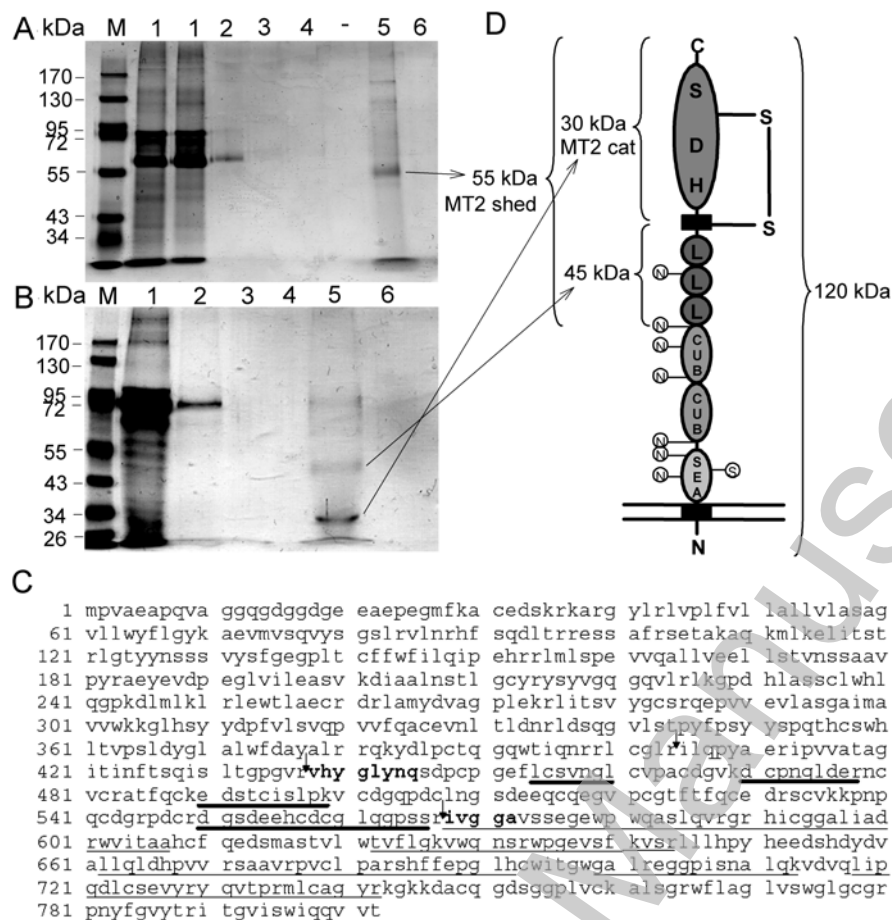 A kDa M 1 1 2 3 4 - 5 6
170
130
95
72
55
43
34
55 kDa
MT2 shed
B kDa M 1 2 3 4 5 6
170
130
95
72
55
43
34
26
D
C
S
D
H
S
S
30 kDa
MT2 cat
45 kDa
120 kDa
L
N
L
L
N
N
CUB
N
CUB
N
N
N
SEA
S
N
C
1 mpvaeapqva ggqgdggdge eaepegmfka cedskrkarg ylrlvplfvl lallvlasag
61 vllwyflgyk aevmvsqvys gslrvlnrhf sqdltrress afrsetakaq kmlkelitst
121 rlgtyynsss vysfgegplt cffwfilqip ehrrlmlspe vvqallveel lstvnssaav
181 pyraeyevdp eglvileasv kdiaalnstl gcyrysyvgq gqvlrlkgpd hlassclwhl
241 qgpkdlmlkl rlewtlaecr drlamydvag plekrlitsv ygcsrqepvv evlasgaima
301 vvwkkglhsy ydpfvlsvqp vvfqacevnl tldnrldsqg vlstpyfpsy yspqthcswh
361 ltvpsldygl alwfdayalr rqkydlpctq gqwtiqnrrl cglrilqpya eripvvatag
421 itinftsqis ltgpgvrvhy glynqsdpcp geflcsvngl cvpacdgvkd cpngldernc
481 vcratfqcke dstcislpkv cdgqpdclng sdeeqcqegv pcgtftfqce drscvkkpnp
541 qcdgrpdcrd gsdeehcdcg lqgpssrivg gavssegewp wqaslqvrgr hicggaliad
601 rwvitaahcf qedsmastvl wtvflgkvwq nsrwpgevsf kvsrlllhpy heedshdydv
661 allqldhpvv rsaavrpvcl parshffepg lhcwitgwga lreggpisna lqkvdvqlip
721 qdlcsevyry qvtprmlcag yrkgkkdacq gdsggplvck alsgrwflag lvswglgcgr
781 pnyfgvytri tgviswiqqv vt
Manus